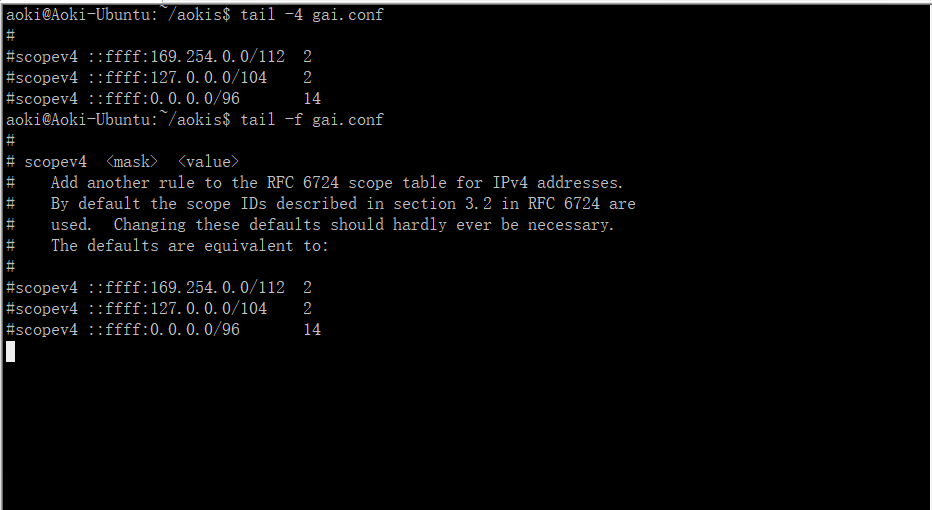 aoki@Aoki-Ubuntu:~/aokis$ tail -4 gai.conf
#
#scopev4 ::ffff:169.254.0.0/112  2
#scopev4 ::ffff:127.0.0.0/104    2
#scopev4 ::ffff:0.0.0.0/96       14
aoki@Aoki-Ubuntu:~/aokis$ tail -f gai.conf
#
# scopev4  <mask>  <value>
#    Add another rule to the RFC 6724 scope table for IPv4 addresses.
#    By default the scope IDs described in section 3.2 in RFC 6724 are
#    used.  Changing these defaults should hardly ever be necessary.
#    The defaults are equivalent to:
#
#scopev4 ::ffff:169.254.0.0/112  2
#scopev4 ::ffff:127.0.0.0/104    2
#scopev4 ::ffff:0.0.0.0/96       14